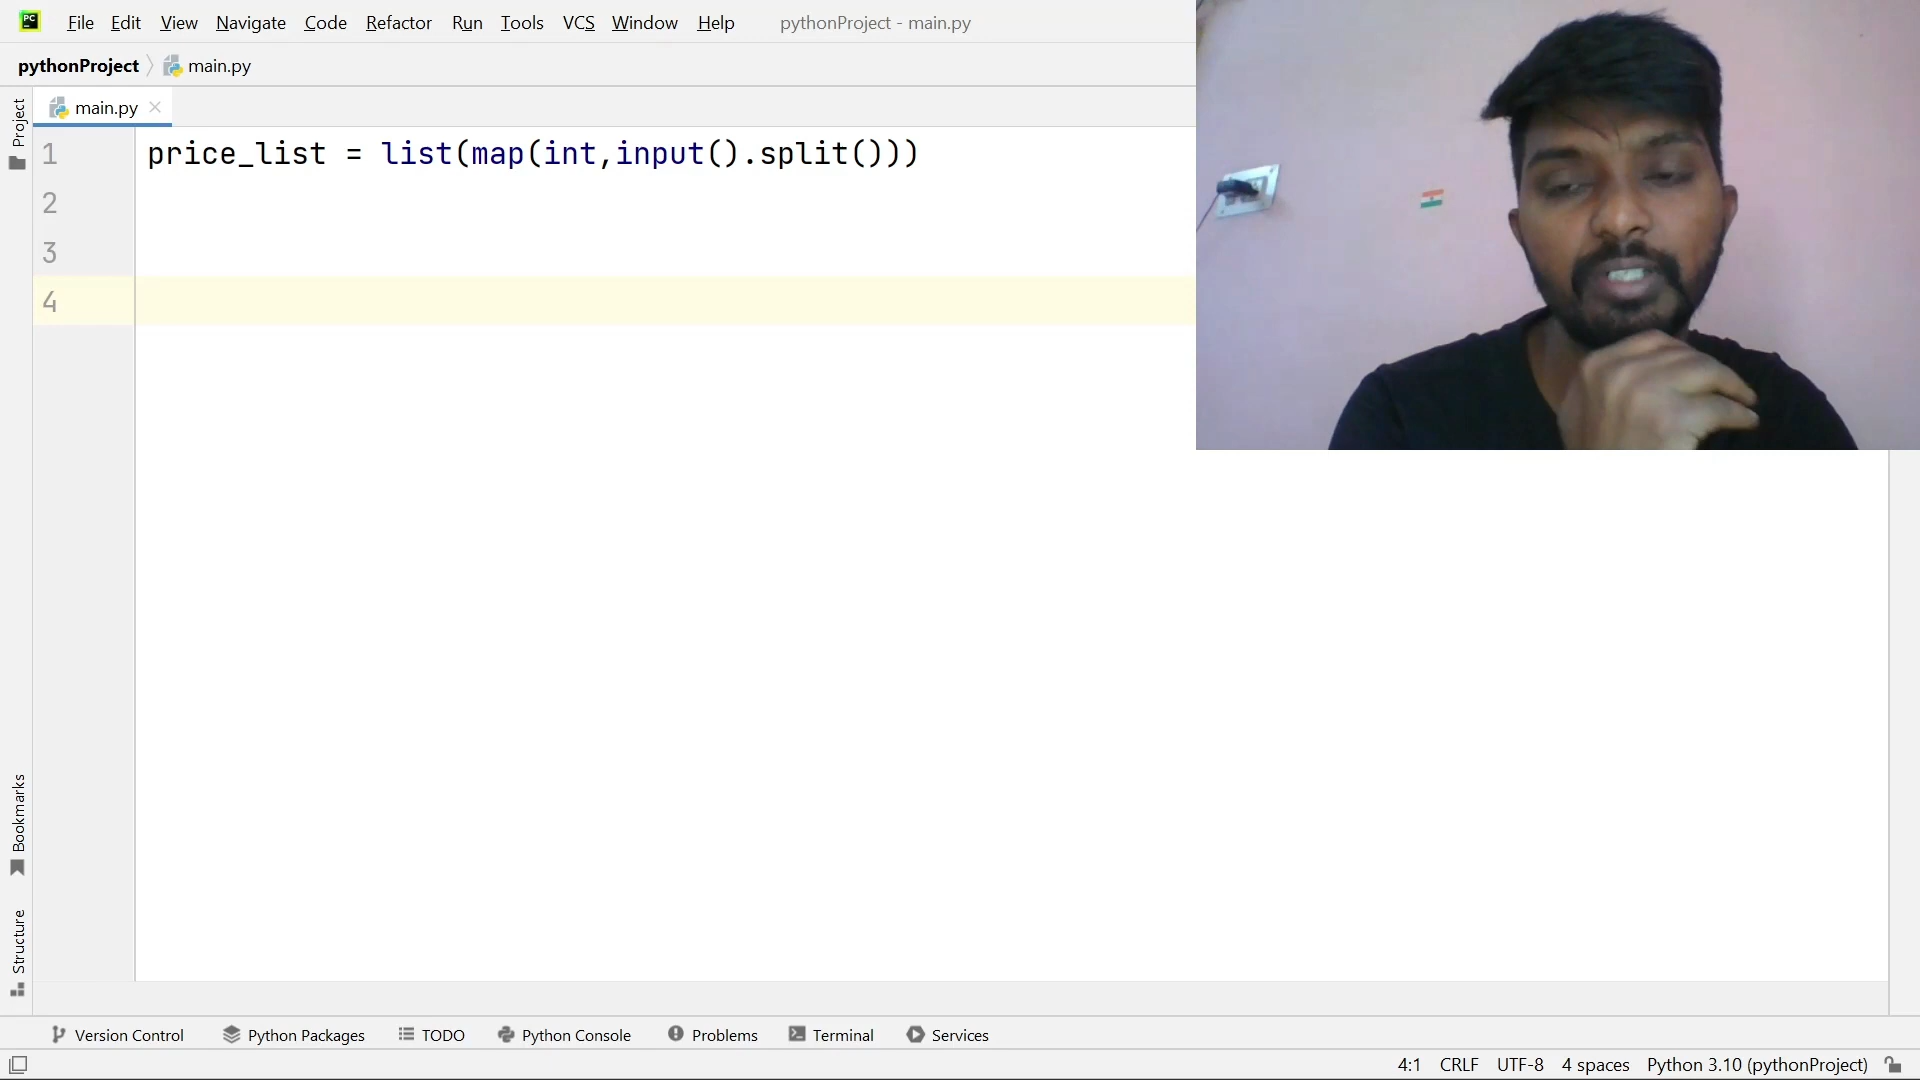 PC
File Edit View Navigate Code Refactor Run Tools VCS Window Help pythonProject - main.py
pythonProject main.py
main.py
Project
1 price_list = list(map(int,input().split()))
2
3
4
Bookmarks
Structure
Version Control Python Packages TODO Python Console Problems Terminal Services
4:1 CRLF UTF-8 4 spaces Python 3.10 (pythonProject)